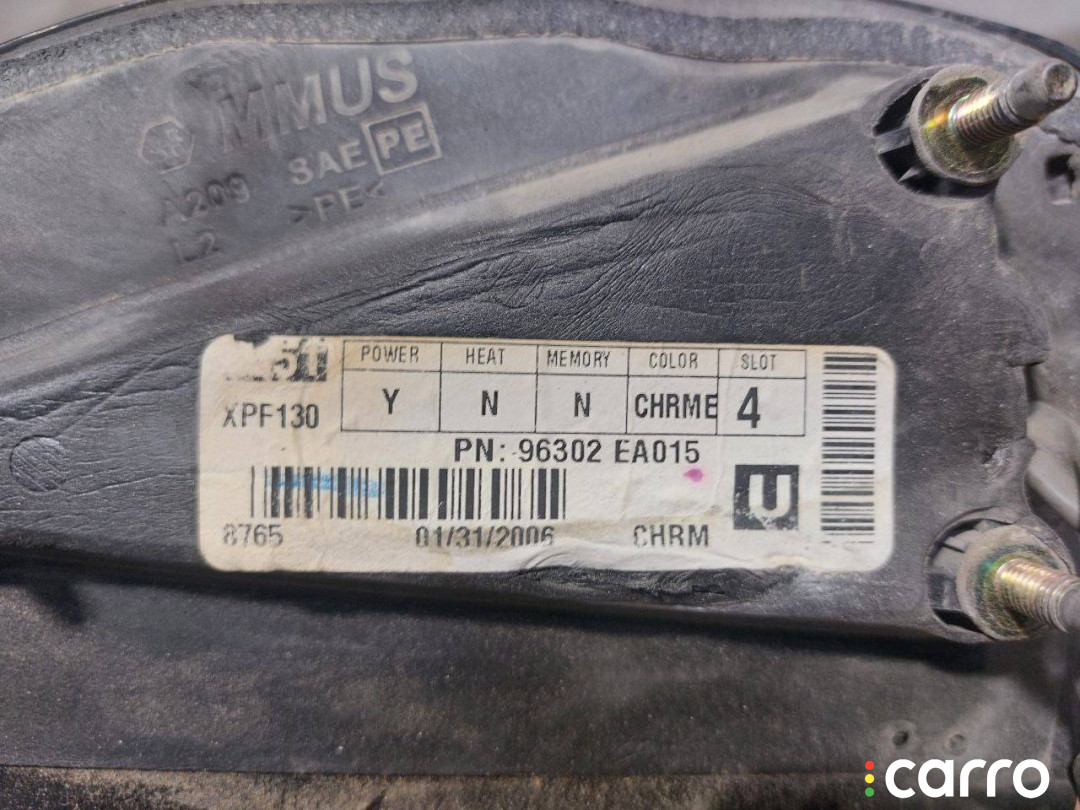 MMUS
SAE PE
A209 >PE<
L2
POWER HEAT MEMORY COLOR SLOT
XPF130 Y N N CHRME 4
PN: 96302 EA015
U
8765 01/31/2006 CHRM
carro